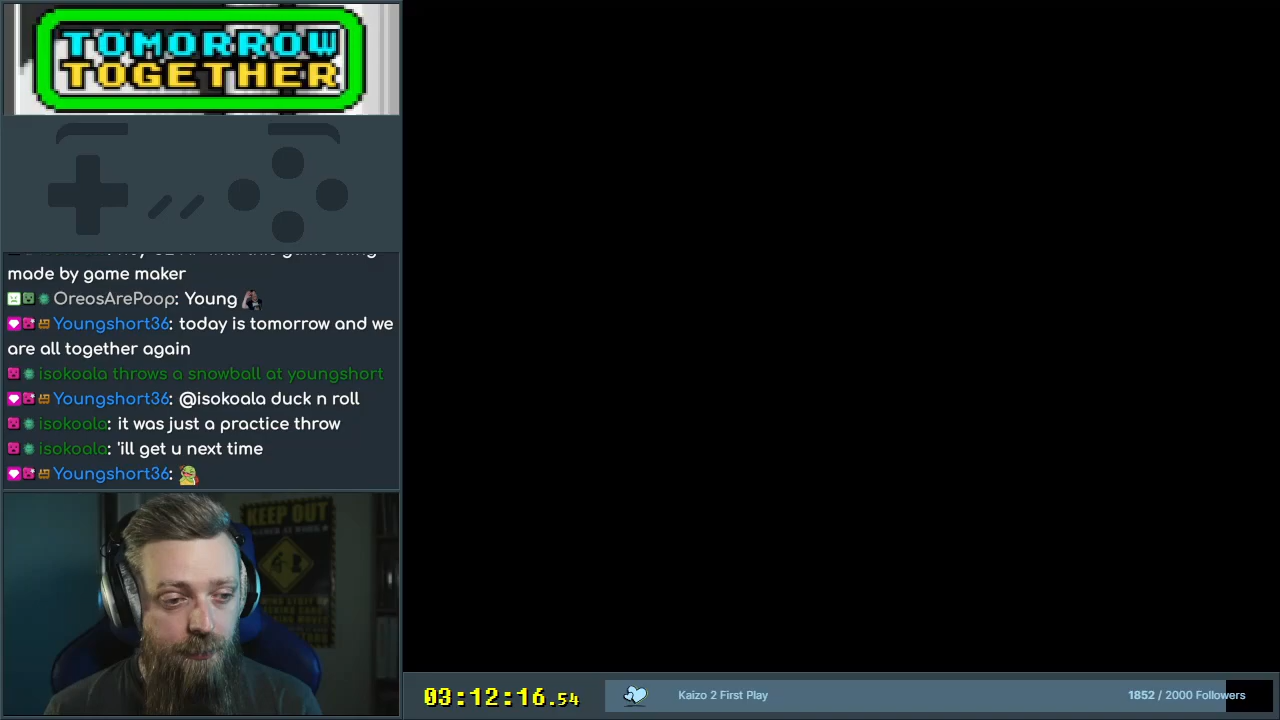 TOMORROW
TOGETHER
made by game maker
OreosArePoop: Young
Youngshort36: today is tomorrow and we
are all together again
isokoala throws a snowball at youngshort
Youngshort36: @isokoala duck n roll
isokoala: it was just a practice throw
isokoala: 'ill get u next time
Youngshort36:
KEEP OUT
03:12:16.54
Kaizo 2 First Play
1852 / 2000 Followers